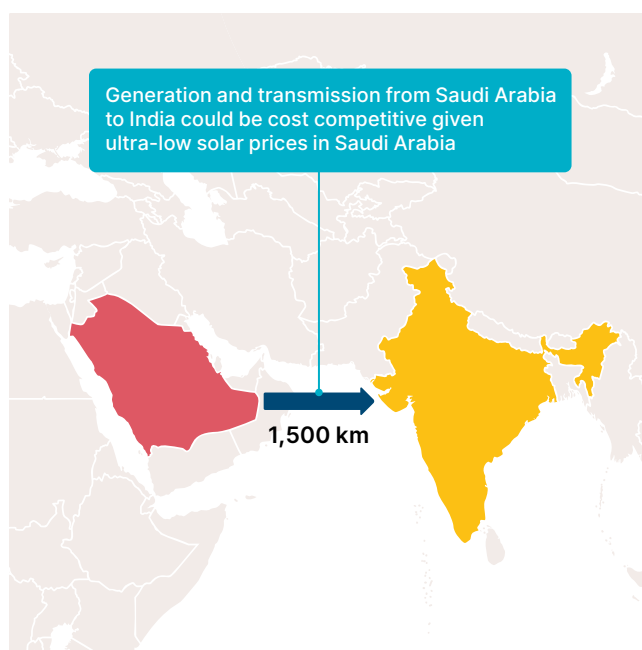 Generation and transmission from Saudi Arabia
to India could be cost competitive given
ultra-low solar prices in Saudi Arabia
1,500 km